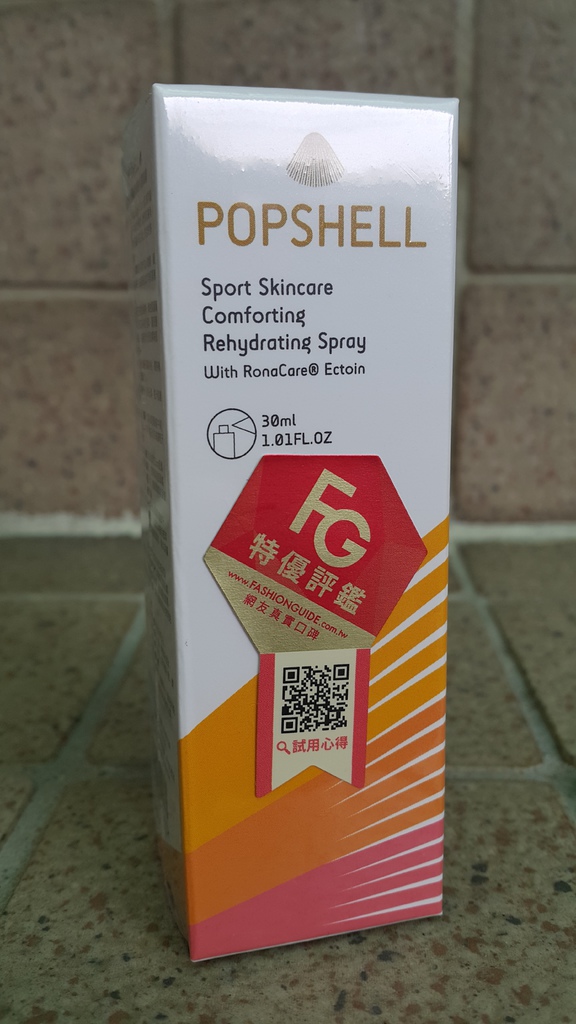 POPSHELL
Sport Skincare
Comforting
Rehydrating Spray
With RonaCare® Ectoin
30ml
1.01FL.OZ
FG
特優評鑑
www.FASHIONGUIDE.com.tw
網友真實口碑
試用心得